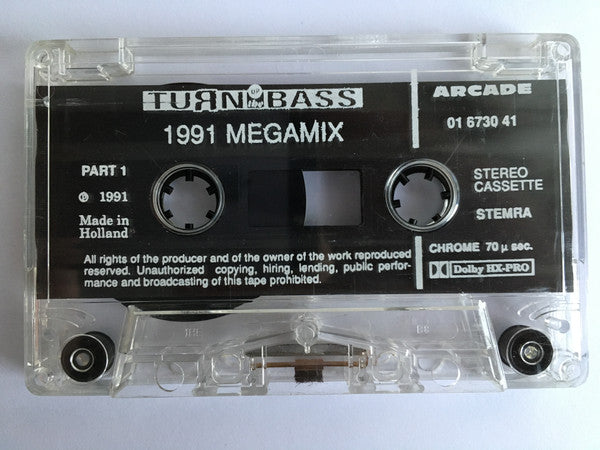 TURN UP the BASS
1991 MEGAMIX
PART 1
℗ 1991
Made in
Holland
All rights of the producer and of the owner of the work reproduced
reserved. Unauthorized copying, hiring, lending, public perfor-
mance and broadcasting of this tape prohibited.
ARCADE
01 6730 41
STEREO
CASSETTE
STEMRA
CHROME 70 µ sec.
Dolby HX-PRO